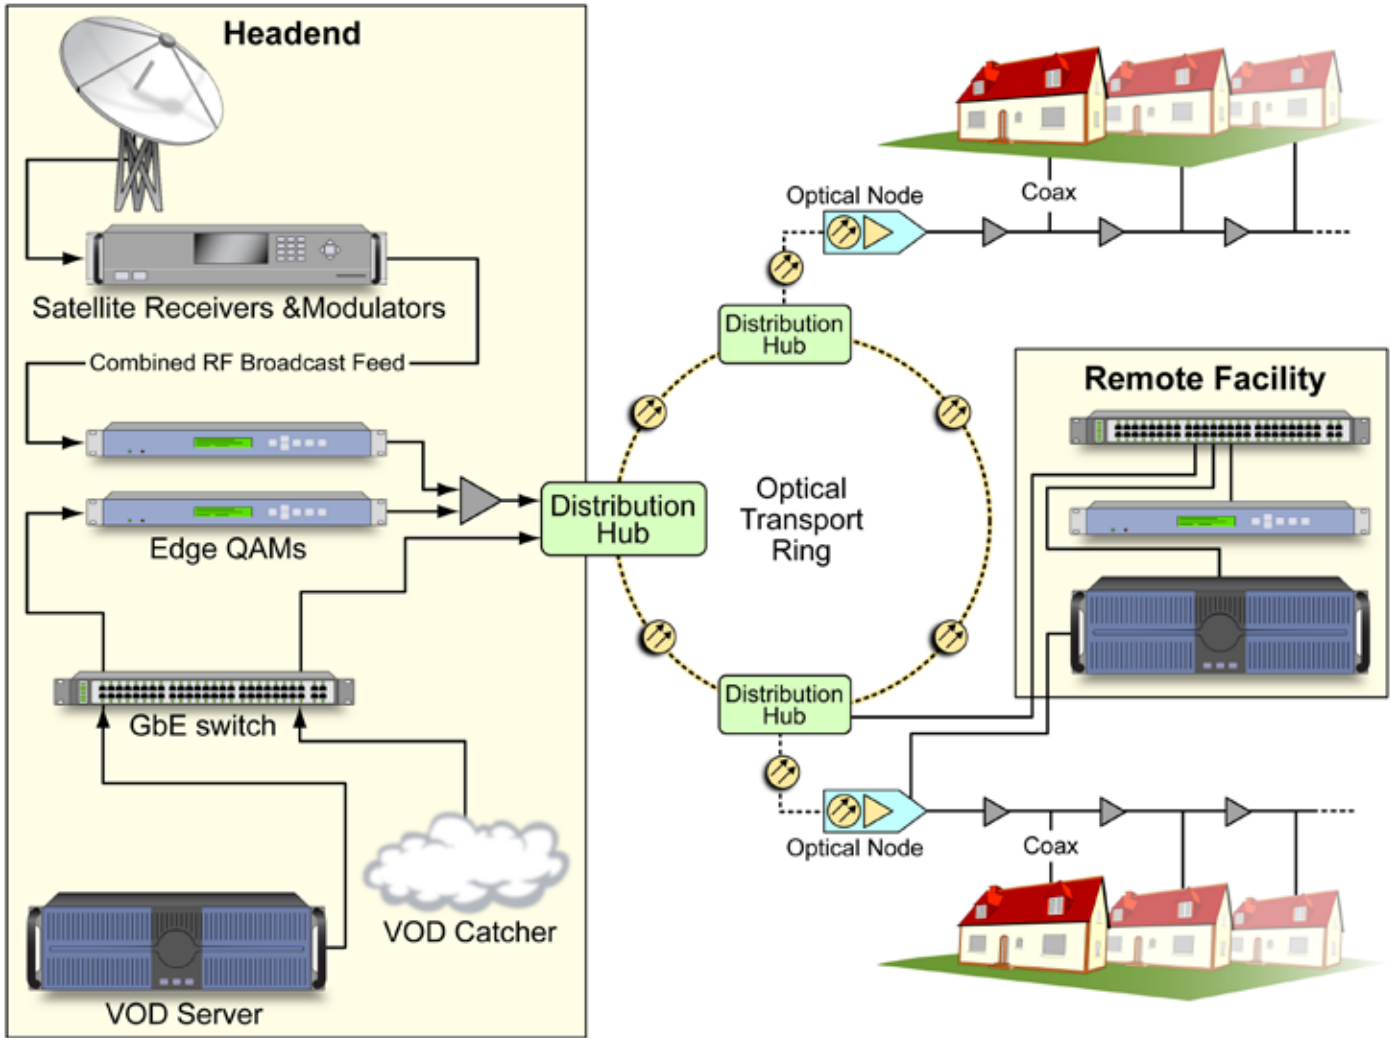 Headend
Satellite Receivers &Modulators
Combined RF Broadcast Feed
Edge QAMs
GbE switch
VOD Catcher
VOD Server
Distribution
Hub
Optical
Transport
Ring
Distribution
Hub
Optical Node
Coax
Remote Facility
Distribution
Hub
Optical Node
Coax